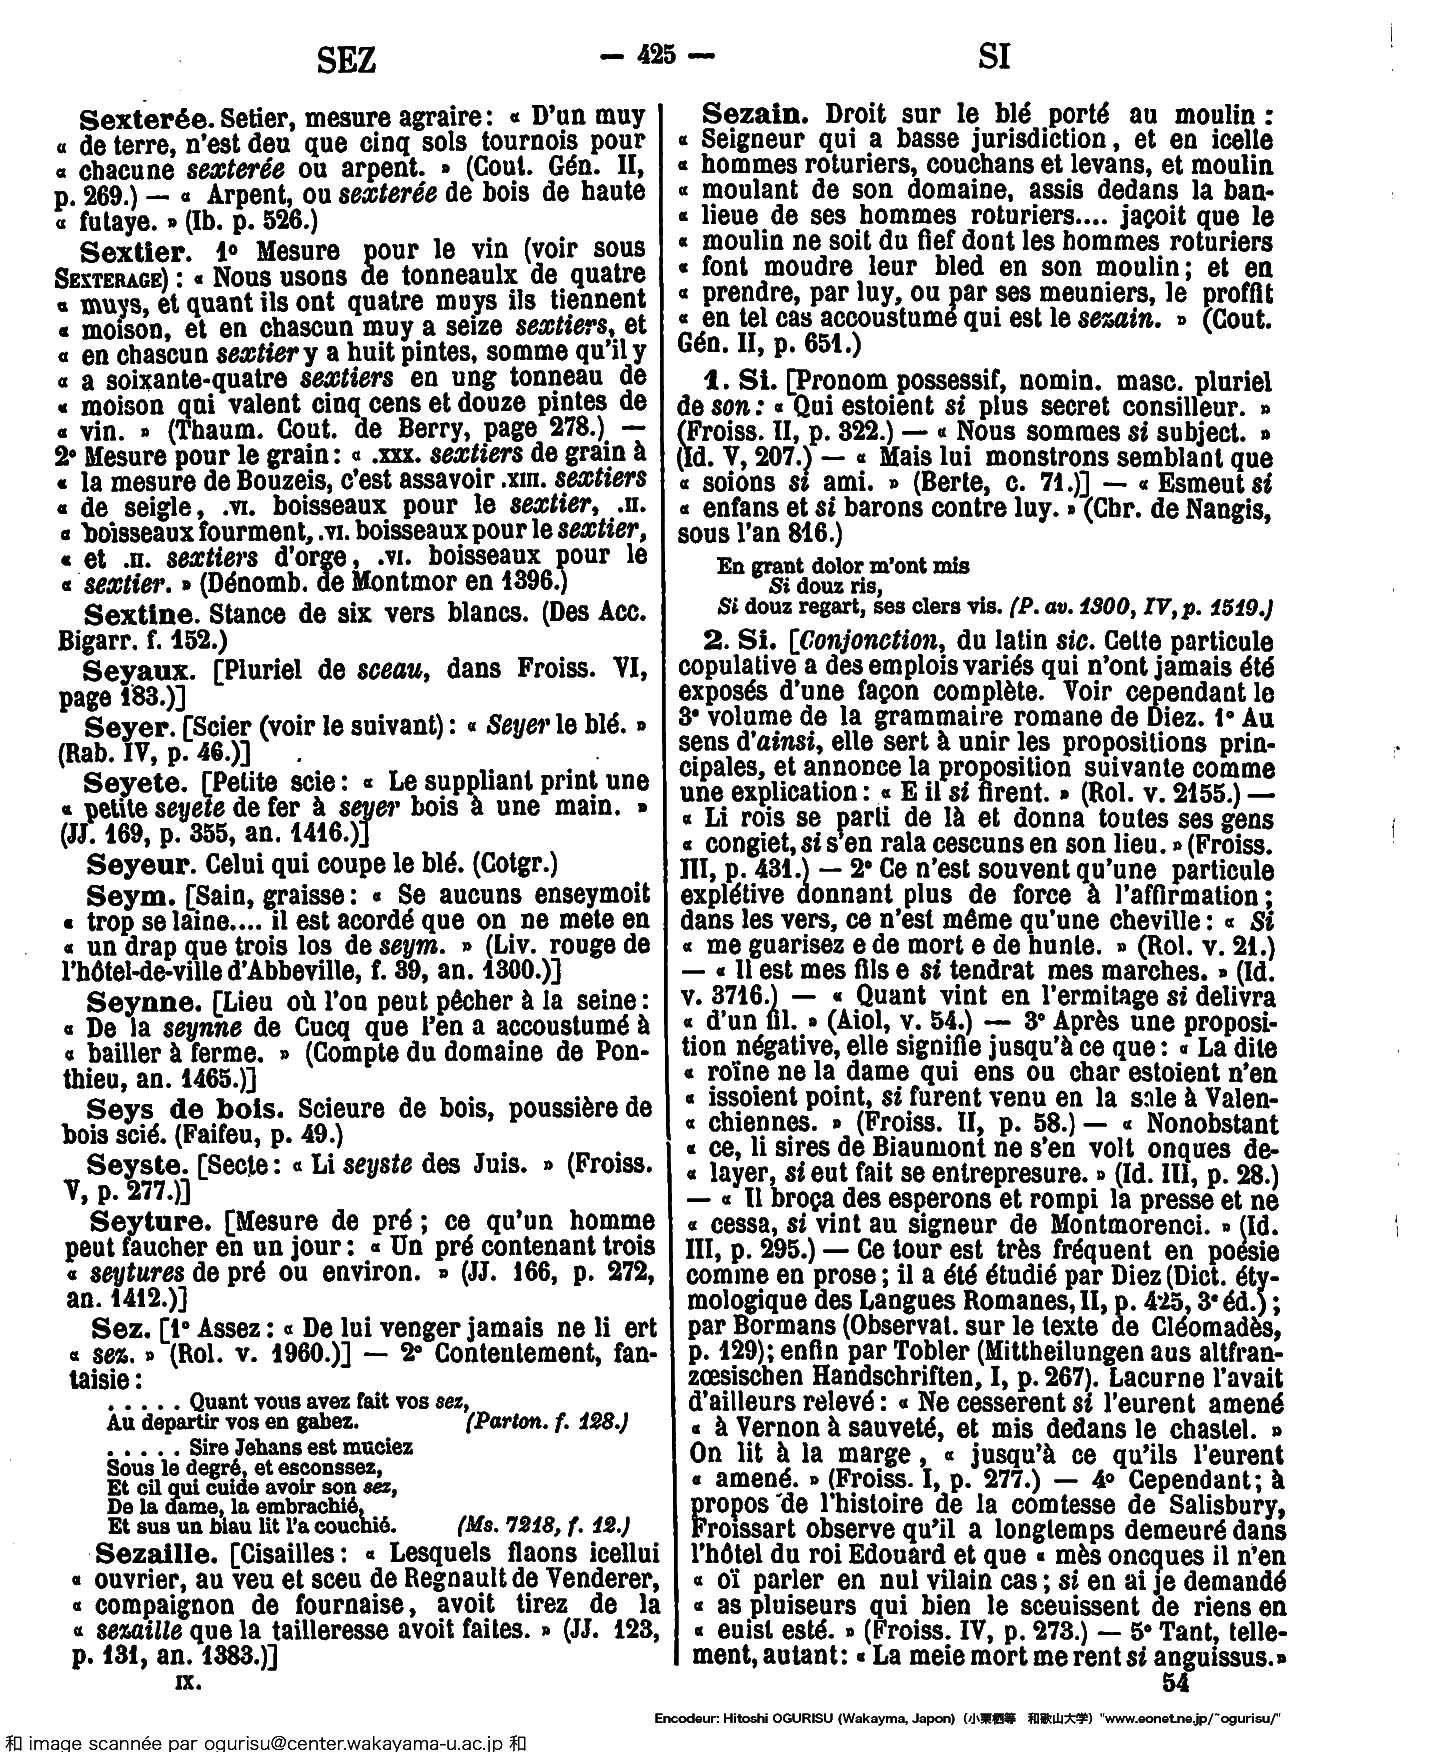 SEZ — 425 — SI
Sexterée. Setier, mesure agraire : « D'un muy
« de terre, n'est deu que cinq sols tournois pour
« chacune sexterée ou arpent. » (Cout. Gén. II,
p. 269.) — « Arpent, ou sexterée de bois de haute
« futaye. » (Ib. p. 526.)
Sextier. 1º Mesure pour le vin (voir sous
SEXTERAGE) : « Nous usons de tonneaulx de quatre
« muys, et quant ils ont quatre muys ils tiennent
« moison, et en chascun muy a seize sextiers, et
« en chascun sextier y a huit pintes, somme qu'il y
« a soixante-quatre sextiers en ung tonneau de
« moison qui valent cinq cens et douze pintes de
« vin. » (Thaum. Cout. de Berry, page 278.) —
2º Mesure pour le grain : « .XXX. sextiers de grain à
« la mesure de Bouzeis, c'est assavoir .XIII. sextiers
« de seigle, .VI. boisseaux pour le sextier, .II.
« boisseaux fourment, .VI. boisseaux pour le sextier,
« et .II. sextiers d'orge, .VI. boisseaux pour le
« sextier. » (Dénomb. de Montmor en 1396.)
Sextine. Stance de six vers blancs. (Des Acc.
Bigarr. f. 152.)
Seyaux. [Pluriel de sceau, dans Froiss. VI,
page 183.)]
Seyer. [Scier (voir le suivant) : « Seyer le blé. »
(Rab. IV, p. 46.)]
Seyete. [Petite scie : « Le suppliant print une
« petite seyete de fer à seyer bois à une main. »
(JJ. 169, p. 355, an. 1416.)]
Seyeur. Celui qui coupe le blé. (Cotgr.)
Seym. [Sain, graisse : « Se aucuns enseymoit
« trop se laine.... il est acordé que on ne mete en
« un drap que trois los de seym. » (Liv. rouge de
l'hôtel-de-ville d'Abbeville, f. 39, an. 1300.)]
Seynne. [Lieu où l'on peut pêcher à la seine :
« De la seynne de Cucq que l'en a accoustumé à
« bailler à ferme. » (Compte du domaine de Pon-
thieu, an. 1465.)]
Seys de bois. Scieure de bois, poussière de
bois scié. (Faifeu, p. 49.)
Seyste. [Secte : « Li seyste des Juis. » (Froiss.
V, p. 277.)]
Seyture. [Mesure de pré ; ce qu'un homme
peut faucher en un jour : « Un pré contenant trois
« seytures de pré ou environ. » (JJ. 166, p. 272,
an. 1412.)]
Sez. [1º Assez : « De lui venger jamais ne li ert
« sez. » (Rol. v. 1960.)] — 2º Contentement, fan-
taisie :
. . . . . Quant vous avez fait vos sez,
Au departir vos en gabez. (Parton. f. 128.)
. . . . . Sire Jehans est muciez
Sous le degré, et esconssez,
Et cil qui cuide avoir son sez,
De la dame, la embrachié,
Et sus un biau lit l'a couchié. (Ms. 7218, f. 12.)
Sezaille. [Cisailles : « Lesquels flaons icellui
« ouvrier, au veu et sceu de Regnault de Venderer,
« compaignon de fournaise, avoit tirez de la
« sezaille que la tailleresse avoit faites. » (JJ. 123,
p. 131, an. 1383.)]
IX.
Sezain. Droit sur le blé porté au moulin :
« Seigneur qui a basse jurisdiction, et en icelle
« hommes roturiers, couchans et levans, et moulin
« moulant de son domaine, assis dedans la ban-
« lieue de ses hommes roturiers.... jaçoit que le
« moulin ne soit du fief dont les hommes roturiers
« font moudre leur bled en son moulin ; et en
« prendre, par luy, ou par ses meuniers, le proffit
« en tel cas accoustumé qui est le sezain. » (Cout.
Gén. II, p. 651.)
1. Si. [Pronom possessif, nomin. masc. pluriel
de son : « Qui estoient si plus secret consilleur. »
(Froiss. II, p. 322.) — « Nous sommes si subject. »
(Id. V, 207.) — « Mais lui monstrons semblant que
« soions si ami. » (Berte, c. 71.)] — « Esmeut si
« enfans et si barons contre luy. » (Chr. de Nangis,
sous l'an 816.)
En grant dolor m'ont mis
Si douz ris,
Si douz regart, ses clers vis. (P. av. 1300, IV, p. 1519.)
2. Si. [Conjonction, du latin sic. Cette particule
copulative a des emplois variés qui n'ont jamais été
exposés d'une façon complète. Voir cependant le
3º volume de la grammaire romane de Diez. 1º Au
sens d'ainsi, elle sert à unir les propositions prin-
cipales, et annonce la proposition suivante comme
une explication : « E il si firent. » (Rol. v. 2155.) —
« Li rois se parti de là et donna toutes ses gens
« congiet, si s'en rala cescuns en son lieu. » (Froiss.
III, p. 431.) — 2º Ce n'est souvent qu'une particule
explétive donnant plus de force à l'affirmation ;
dans les vers, ce n'est même qu'une cheville : « Si
« me guarisez e de mort e de hunte. » (Rol. v. 21.)
— « Il est mes fils e si tendrat mes marches. » (Id.
v. 3716.) — « Quant vint en l'ermitage si delivra
« d'un fil. » (Aiol, v. 54.) — 3º Après une proposi-
tion négative, elle signifie jusqu'à ce que : « La dite
« roïne ne la dame qui ens ou char estoient n'en
« issoient point, si furent venu en la sale à Valen-
« chiennes. » (Froiss. II, p. 58.) — « Nonobstant
« ce, li sires de Biaumont ne s'en volt onques de-
« layer, si eut fait se entrepresure. » (Id. III, p. 28.)
— « Il broça des esperons et rompi la presse et ne
« cessa, si vint au signeur de Montmorenci. » (Id.
III, p. 295.) — Ce tour est très fréquent en poésie
comme en prose ; il a été étudié par Diez (Dict. éty-
mologique des Langues Romanes, II, p. 425, 3º éd.) ;
par Bormans (Observat. sur le texte de Cléomadès,
p. 129) ; enfin par Tobler (Mittheilungen aus altfran-
zœsischen Handschriften, I, p. 267). Lacurne l'avait
d'ailleurs relevé : « Ne cesserent si l'eurent amené
« à Vernon à sauveté, et mis dedans le chastel. »
On lit à la marge, « jusqu'à ce qu'ils l'eurent
« amené. » (Froiss. I, p. 277.) — 4º Cependant ; à
propos de l'histoire de la comtesse de Salisbury,
Froissart observe qu'il a longtemps demeuré dans
l'hôtel du roi Edouard et que « mès oncques il n'en
« oï parler en nul vilain cas ; si en ai je demandé
« as pluiseurs qui bien le sceuissent de riens en
« euist esté. » (Froiss. IV, p. 273.) — 5º Tant, telle-
ment, autant : « La meie mort me rent si anguissus. »
54
Encodeur: Hitoshi OGURISU (Wakayma, Japon) (小栗栖等 和歌山大学) "www.eonet.ne.jp/~ogurisu/"
和 image scannée par ogurisu@center.wakayama-u.ac.jp 和